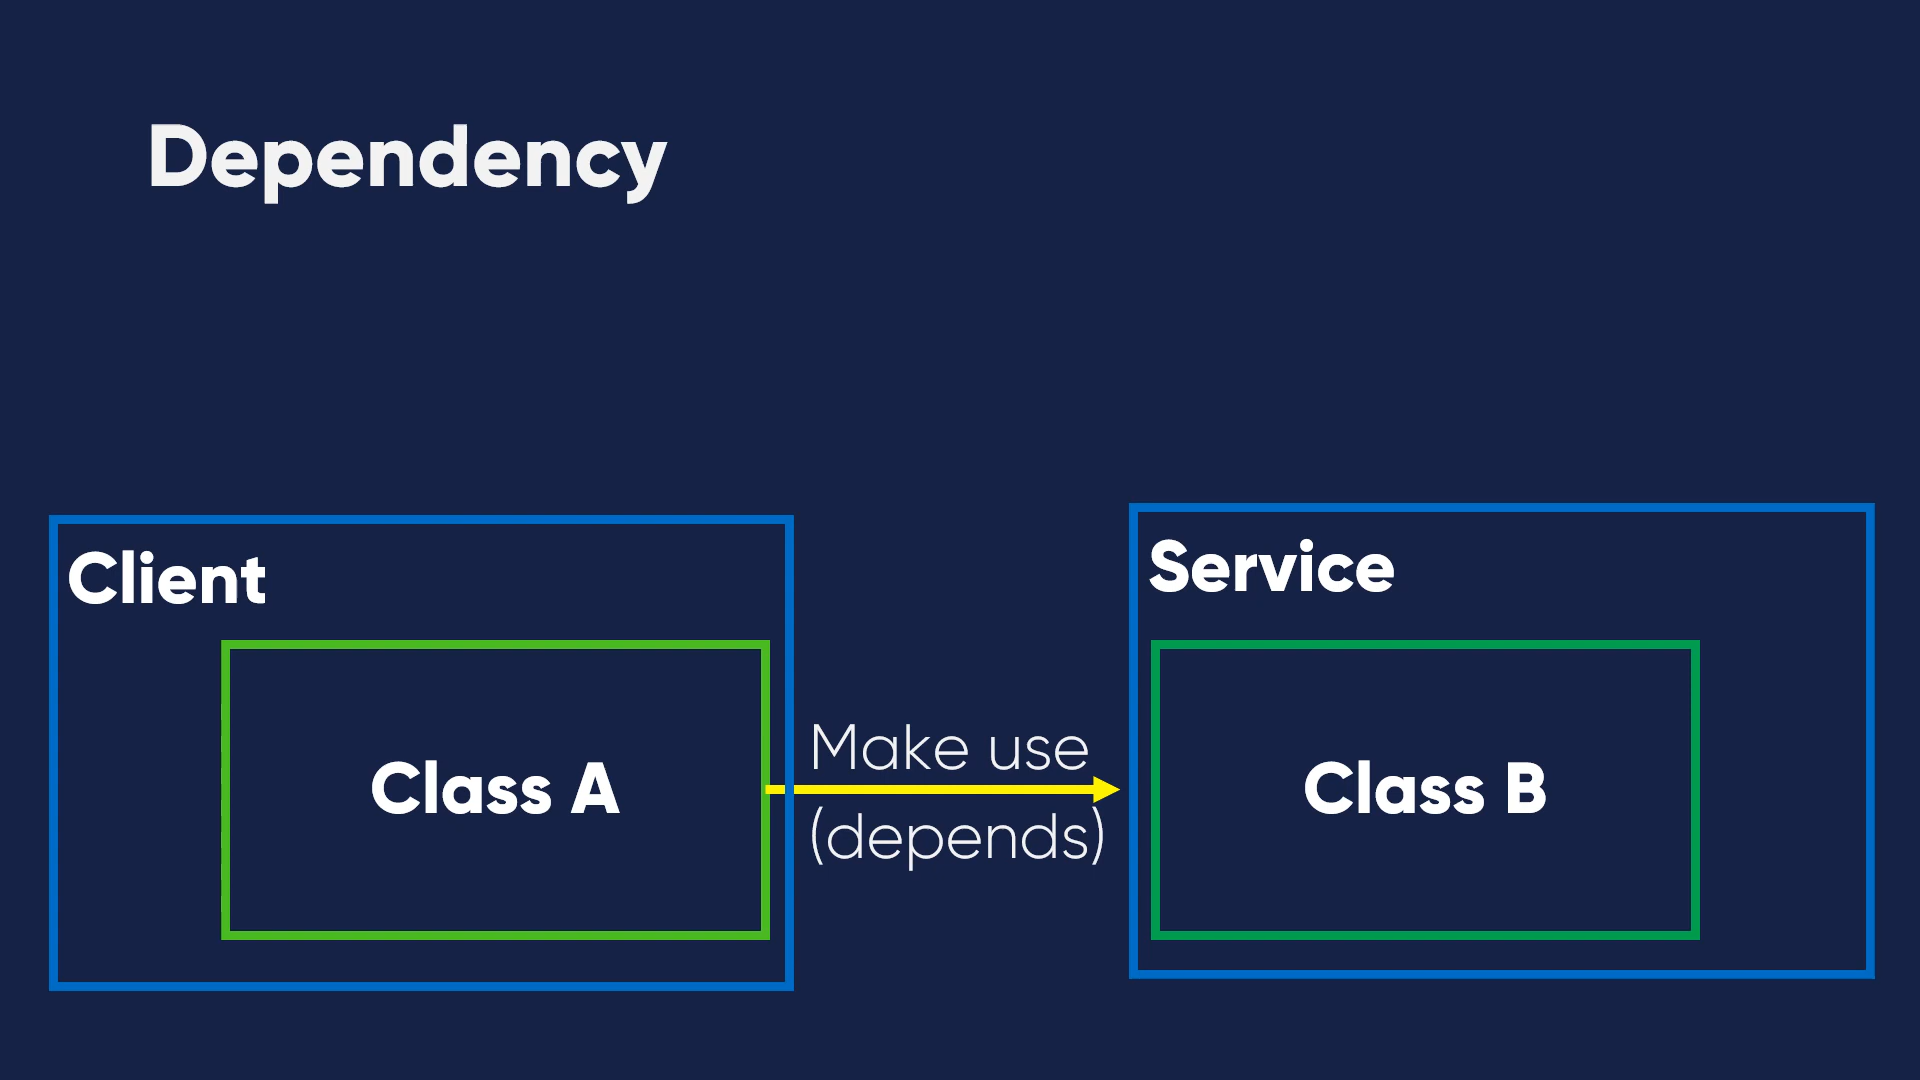 Dependency
Client
Class A
Make use
(depends)
Service
Class B